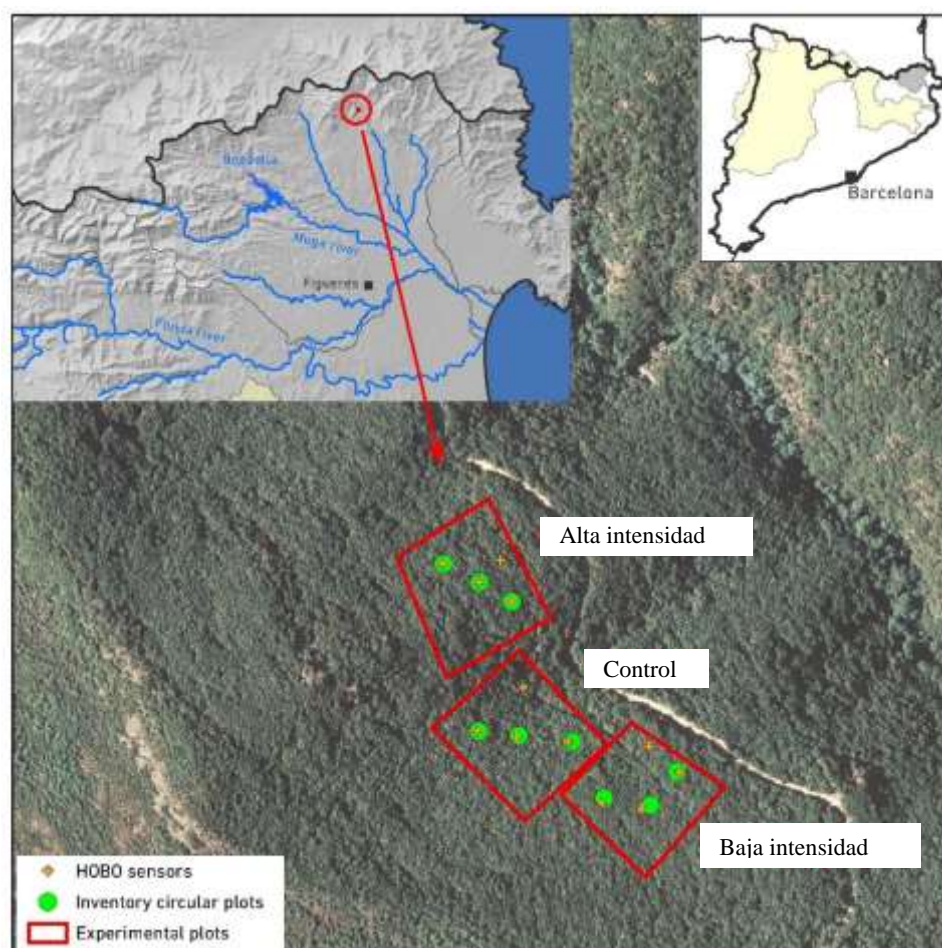 Boadella
Muga river
Figueres
Fluvià river
Barcelona
Alta intensidad
Control
Baja intensidad
HOBO sensors
Inventory circular plots
Experimental plots